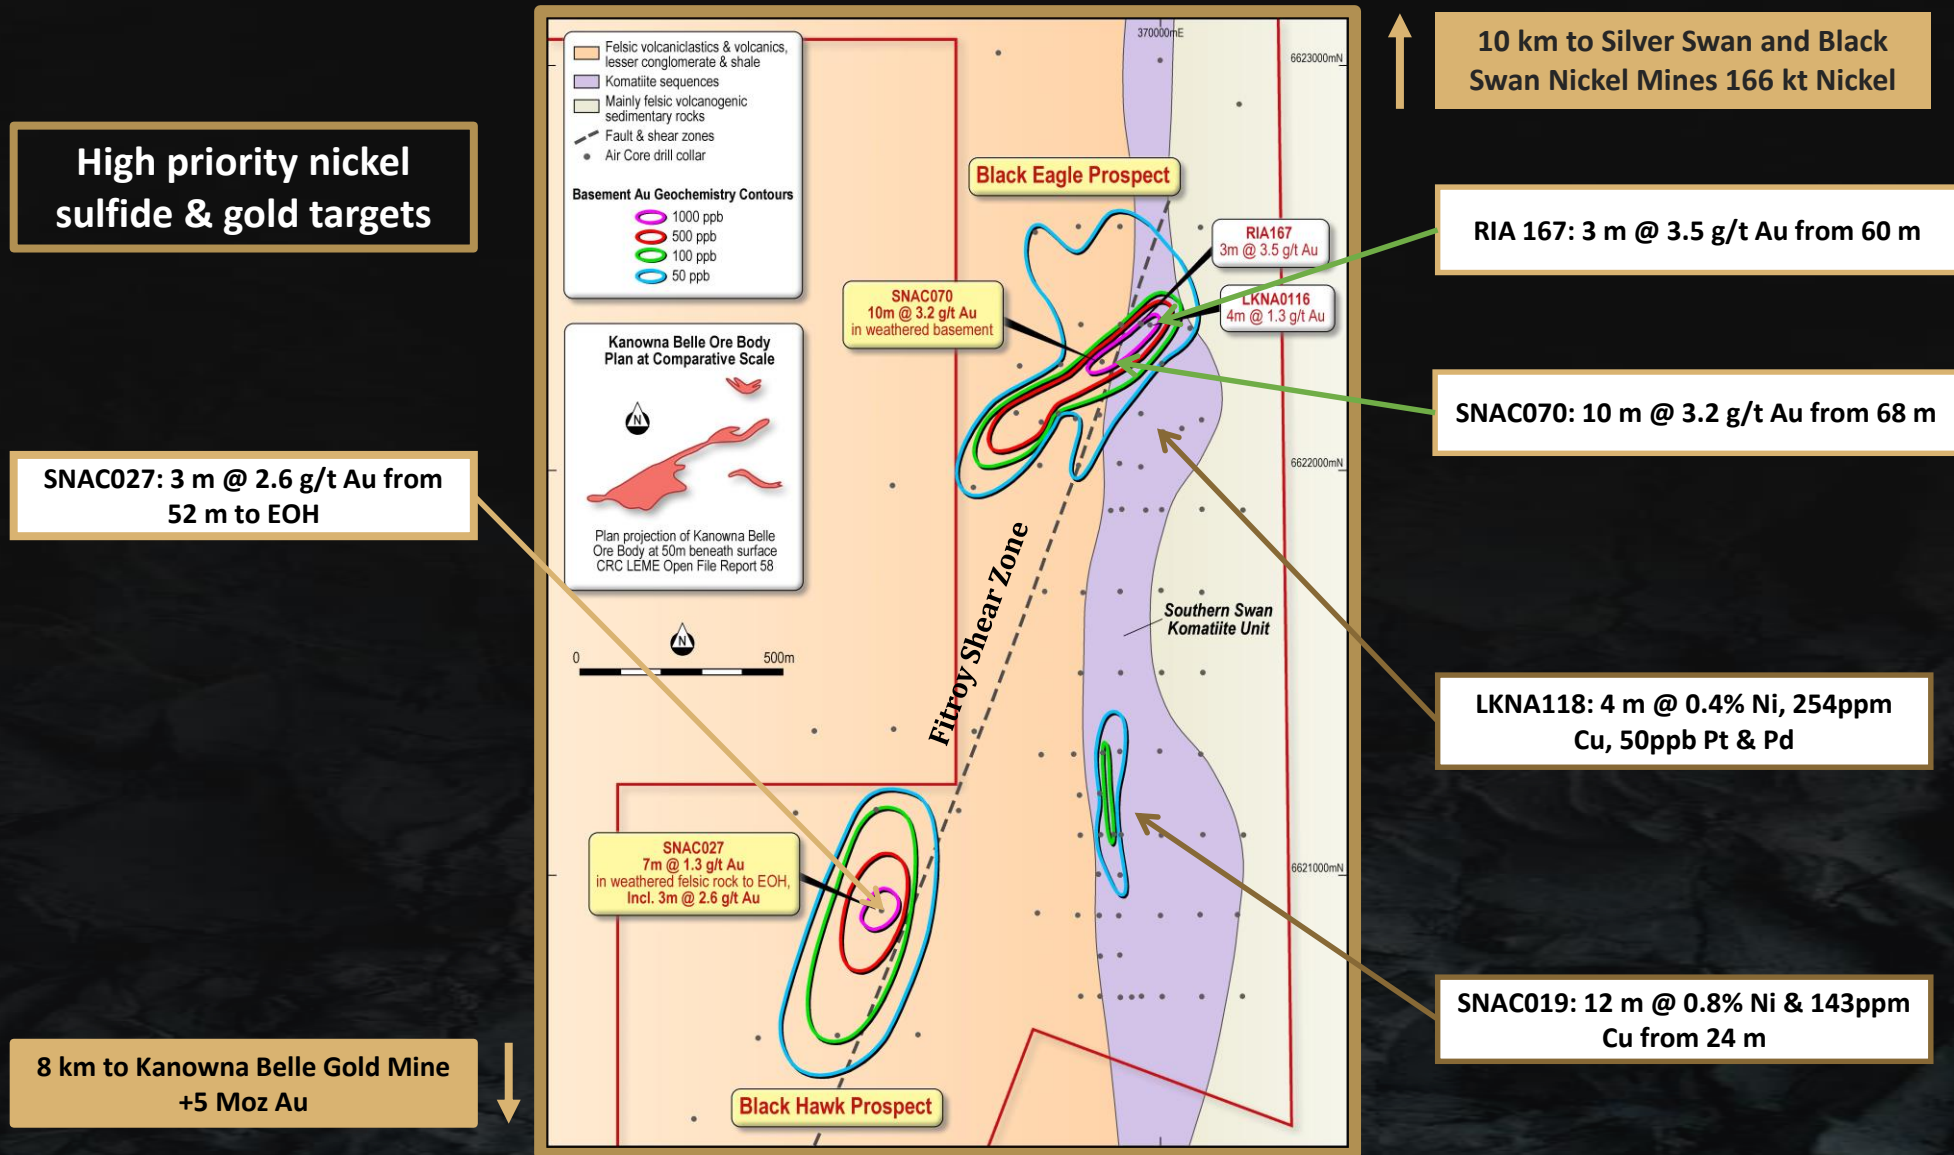 High priority nickel
sulfide & gold targets
SNAC027: 3 m @ 2.6 g/t Au from
52 m to EOH
8 km to Kanowna Belle Gold Mine
+5 Moz Au
Felsic volcaniclastics & volcanics,
lesser conglomerate & shale
Komatiite sequences
Mainly felsic volcanogenic
sedimentary rocks
Fault & shear zones
Air Core drill collar
Basement Au Geochemistry Contours
1000 ppb
500 ppb
100 ppb
50 ppb
Kanowna Belle Ore Body
Plan at Comparative Scale
N
Plan projection of Kanowna Belle
Ore Body at 50m beneath surface
CRC LEME Open File Report 58
N
0 500m
370000mE
6623000mN
6622000mN
6621000mN
Black Eagle Prospect
RIA167
3m @ 3.5 g/t Au
LKNA0116
4m @ 1.3 g/t Au
SNAC070
10m @ 3.2 g/t Au
in weathered basement
Fitroy Shear Zone
Southern Swan
Komatiite Unit
SNAC027
7m @ 1.3 g/t Au
in weathered felsic rock to EOH,
Incl. 3m @ 2.6 g/t Au
Black Hawk Prospect
10 km to Silver Swan and Black
Swan Nickel Mines 166 kt Nickel
RIA 167: 3 m @ 3.5 g/t Au from 60 m
SNAC070: 10 m @ 3.2 g/t Au from 68 m
LKNA118: 4 m @ 0.4% Ni, 254ppm
Cu, 50ppb Pt & Pd
SNAC019: 12 m @ 0.8% Ni & 143ppm
Cu from 24 m